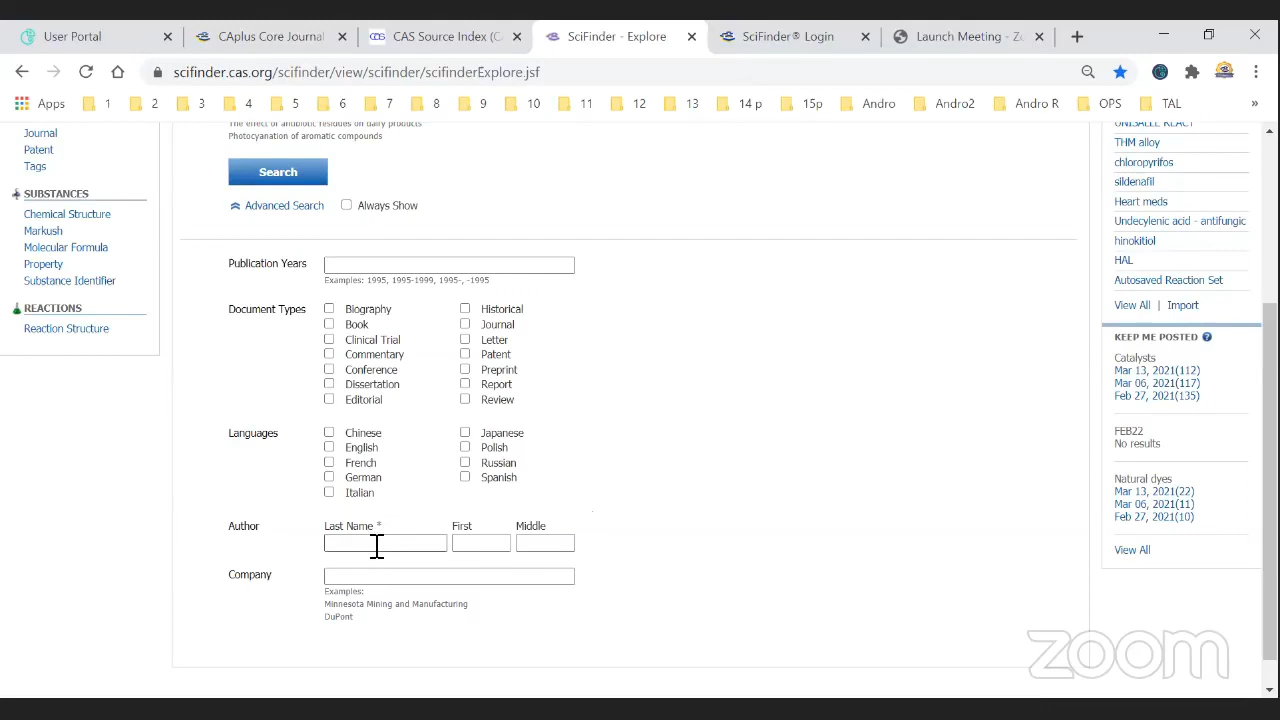 User Portal
CAplus Core Journal
CAS Source Index (C
SciFinder - Explore
SciFinder® Login
Launch Meeting - Zo
scifinder.cas.org/scifinder/view/scifinder/scifinderExplore.jsf
Apps 1 2 3 4 5 6 7 8 9 10 11 12 13 14 p 15p Andro Andro2 Andro R OPS TAL »
Journal
Patent
Tags
SUBSTANCES
Chemical Structure
Markush
Molecular Formula
Property
Substance Identifier
REACTIONS
Reaction Structure
The effect of antibiotic residues on dairy products
Photocyanation of aromatic compounds
Search
Advanced Search
Always Show
Publication Years
Examples: 1995, 1995-1999, 1995-, -1995
Document Types
Biography
Book
Clinical Trial
Commentary
Conference
Dissertation
Editorial
Historical
Journal
Letter
Patent
Preprint
Report
Review
Languages
Chinese
English
French
German
Italian
Japanese
Polish
Russian
Spanish
Author
Last Name *
First
Middle
Company
Examples:
Minnesota Mining and Manufacturing
DuPont
THM alloy
chloropyrifos
sildenafil
Heart meds
Undecylenic acid - antifungic
hinokitiol
HAL
Autosaved Reaction Set
View All | Import
KEEP ME POSTED ?
Catalysts
Mar 13, 2021(112)
Mar 06, 2021(117)
Feb 27, 2021(135)
FEB22
No results
Natural dyes
Mar 13, 2021(22)
Mar 06, 2021(11)
Feb 27, 2021(10)
View All
zoom